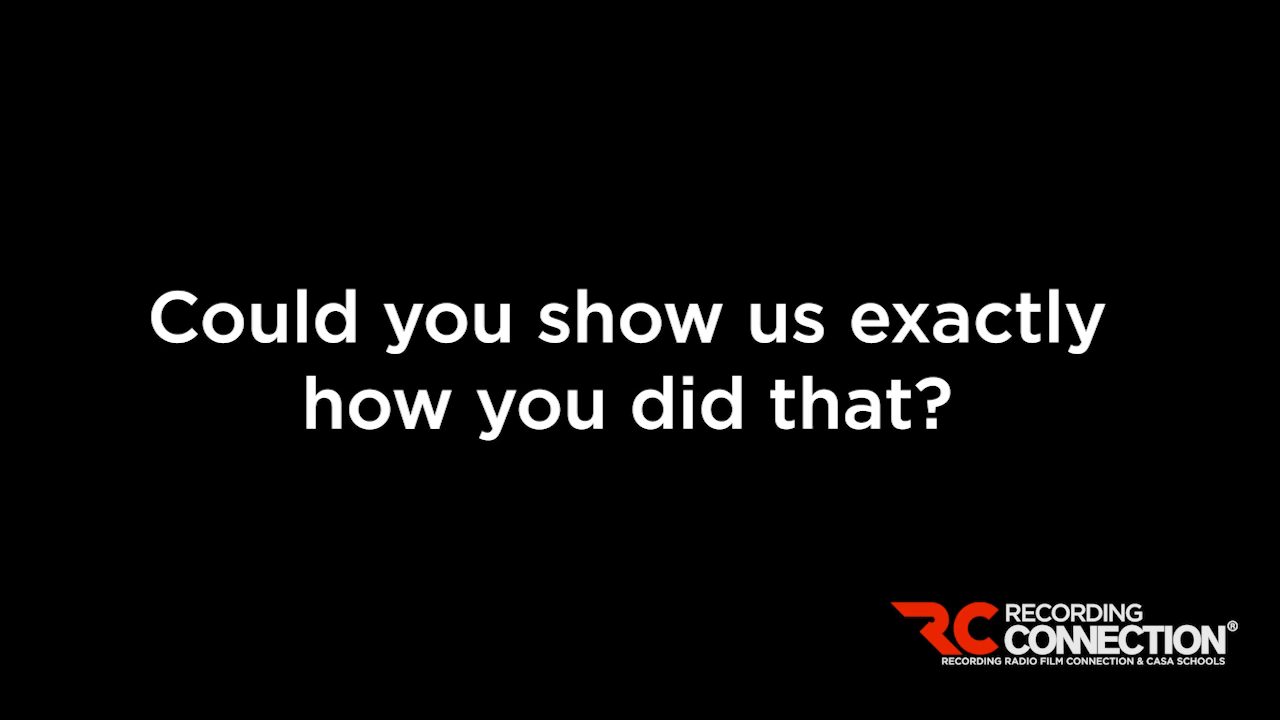 Could you show us exactly
how you did that?
RC RECORDING
CONNECTION®
RECORDING RADIO FILM CONNECTION & CASA SCHOOLS